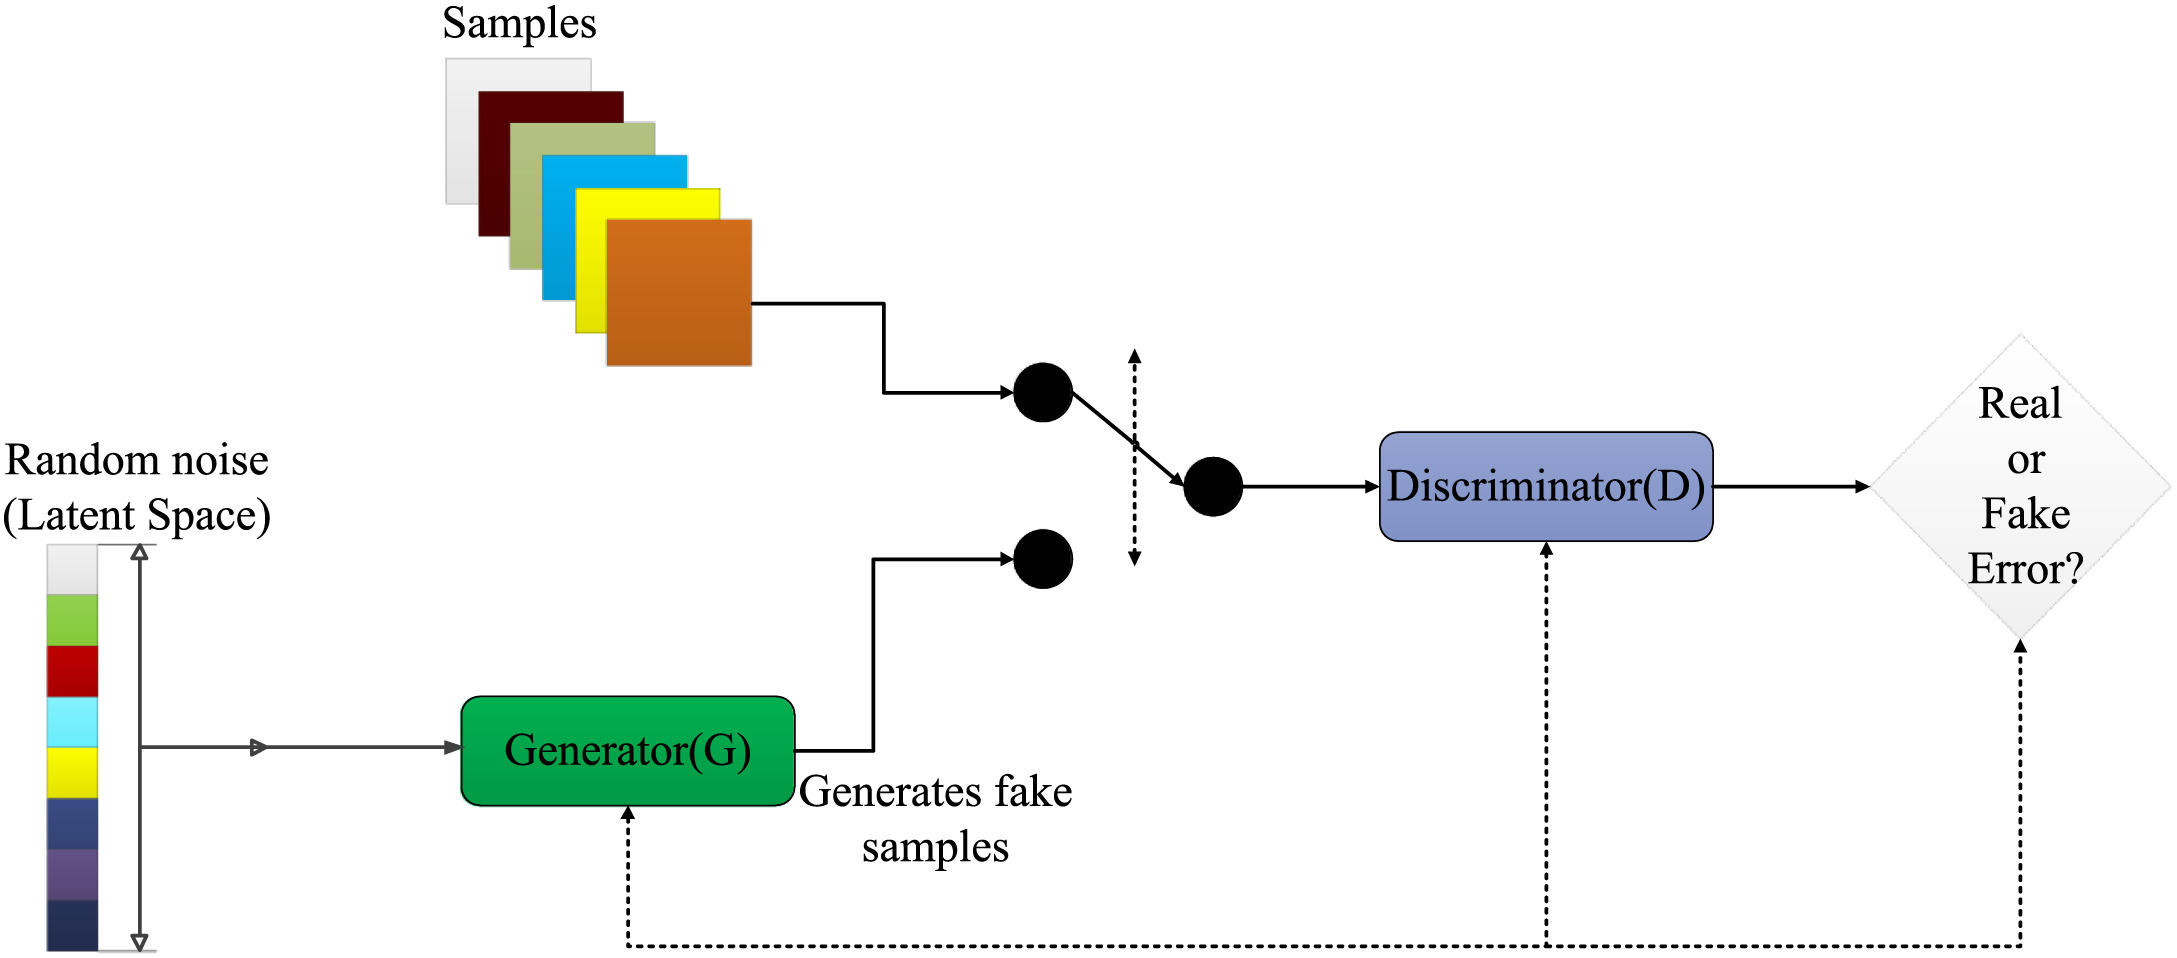 Samples
Random noise
(Latent Space)
Generator(G)
Generates fake
samples
Discriminator(D)
Real
or
Fake
Error?